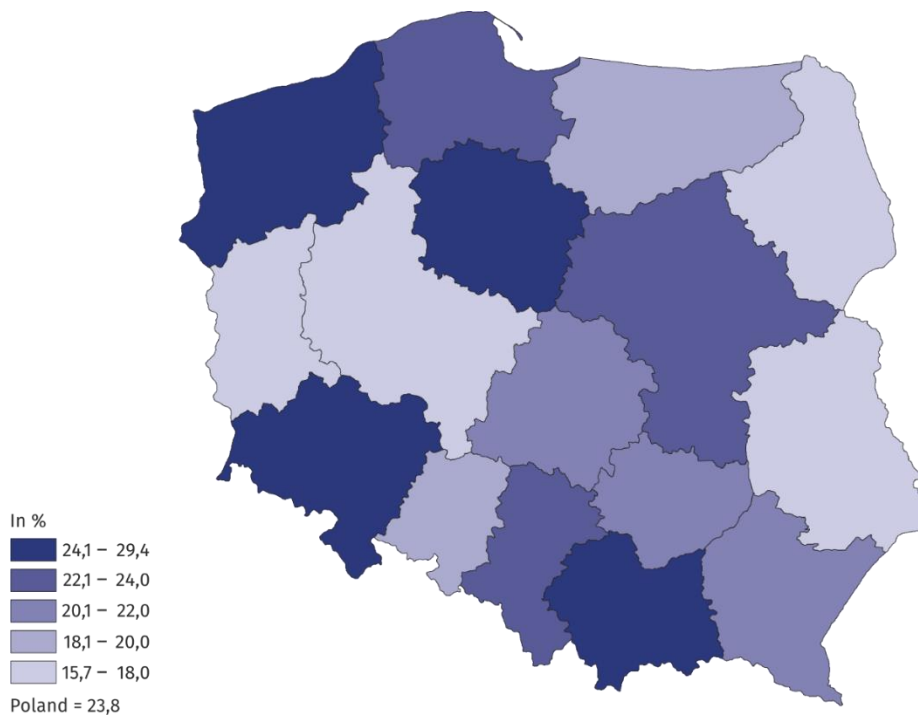 In %
24,1 – 29,4
22,1 – 24,0
20,1 – 22,0
18,1 – 20,0
15,7 – 18,0
Poland = 23,8